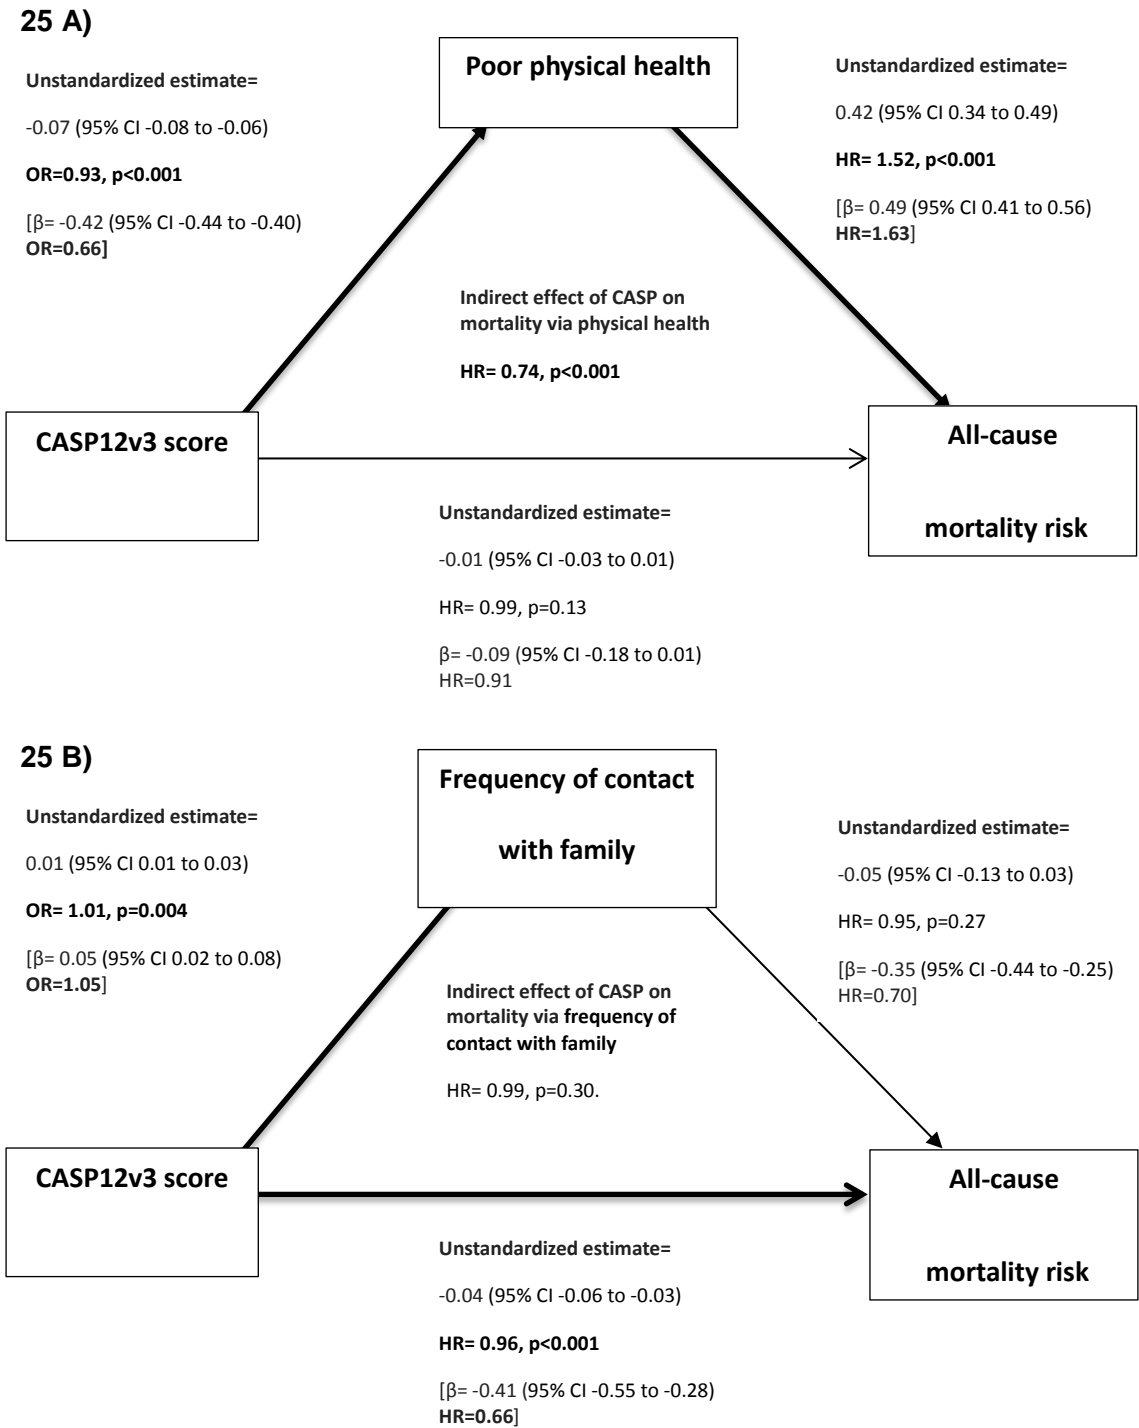 25 A)
Unstandardized estimate=
-0.07 (95% CI -0.08 to -0.06)
OR=0.93, p<0.001
[β= -0.42 (95% CI -0.44 to -0.40)
OR=0.66]
Poor physical health
Unstandardized estimate=
0.42 (95% CI 0.34 to 0.49)
HR= 1.52, p<0.001
[β= 0.49 (95% CI 0.41 to 0.56)
HR=1.63]
Indirect effect of CASP on
mortality via physical health
HR= 0.74, p<0.001
CASP12v3 score
All-cause
mortality risk
Unstandardized estimate=
-0.01 (95% CI -0.03 to 0.01)
HR= 0.99, p=0.13
β= -0.09 (95% CI -0.18 to 0.01)
HR=0.91
25 B)
Unstandardized estimate=
0.01 (95% CI 0.01 to 0.03)
OR= 1.01, p=0.004
[β= 0.05 (95% CI 0.02 to 0.08)
OR=1.05]
Frequency of contact
with family
Unstandardized estimate=
-0.05 (95% CI -0.13 to 0.03)
HR= 0.95, p=0.27
[β= -0.35 (95% CI -0.44 to -0.25)
HR=0.70]
Indirect effect of CASP on
mortality via frequency of
contact with family
HR= 0.99, p=0.30.
CASP12v3 score
All-cause
mortality risk
Unstandardized estimate=
-0.04 (95% CI -0.06 to -0.03)
HR= 0.96, p<0.001
[β= -0.41 (95% CI -0.55 to -0.28)
HR=0.66]